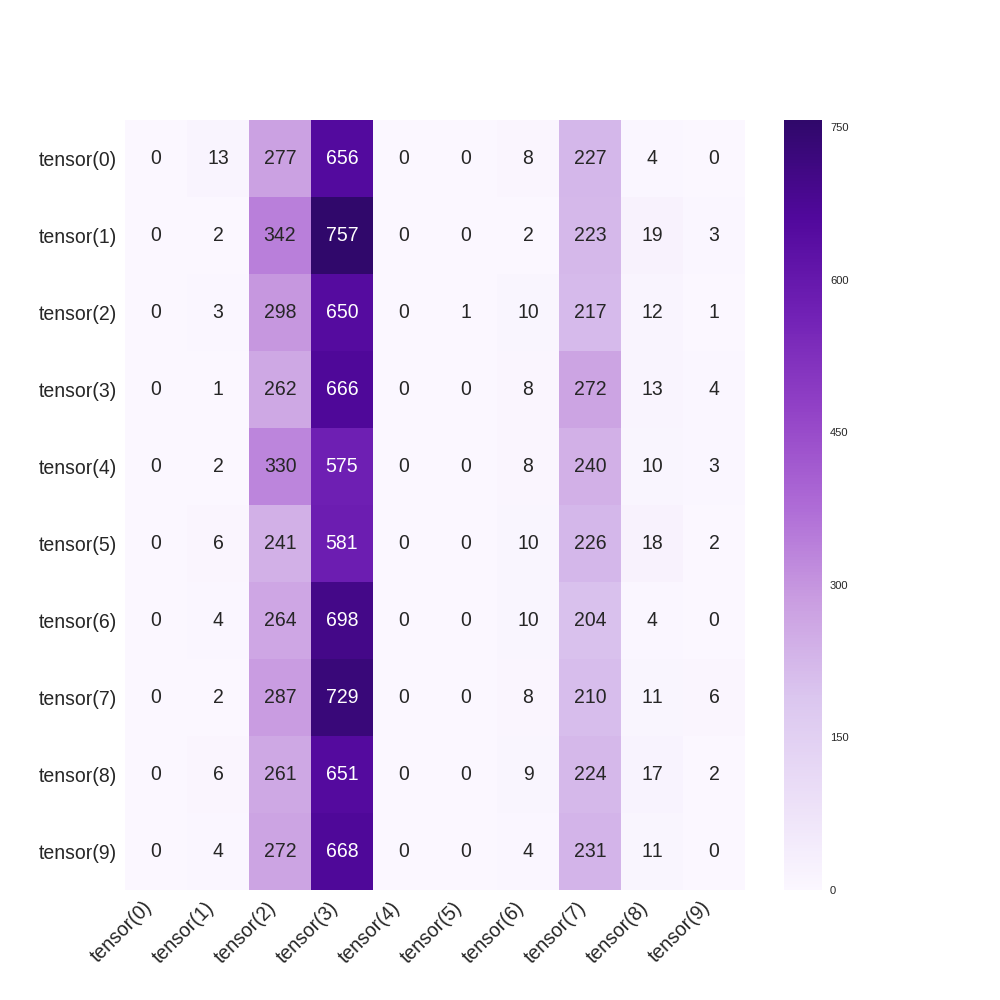 tensor(0) 0 13 277 656 0 0 8 227 4 0
tensor(1) 0 2 342 757 0 0 2 223 19 3
tensor(2) 0 3 298 650 0 1 10 217 12 1
tensor(3) 0 1 262 666 0 0 8 272 13 4
tensor(4) 0 2 330 575 0 0 8 240 10 3
tensor(5) 0 6 241 581 0 0 10 226 18 2
tensor(6) 0 4 264 698 0 0 10 204 4 0
tensor(7) 0 2 287 729 0 0 8 210 11 6
tensor(8) 0 6 261 651 0 0 9 224 17 2
tensor(9) 0 4 272 668 0 0 4 231 11 0
tensor(0) tensor(1) tensor(2) tensor(3) tensor(4) tensor(5) tensor(6) tensor(7) tensor(8) tensor(9)
750
600
450
300
150
0